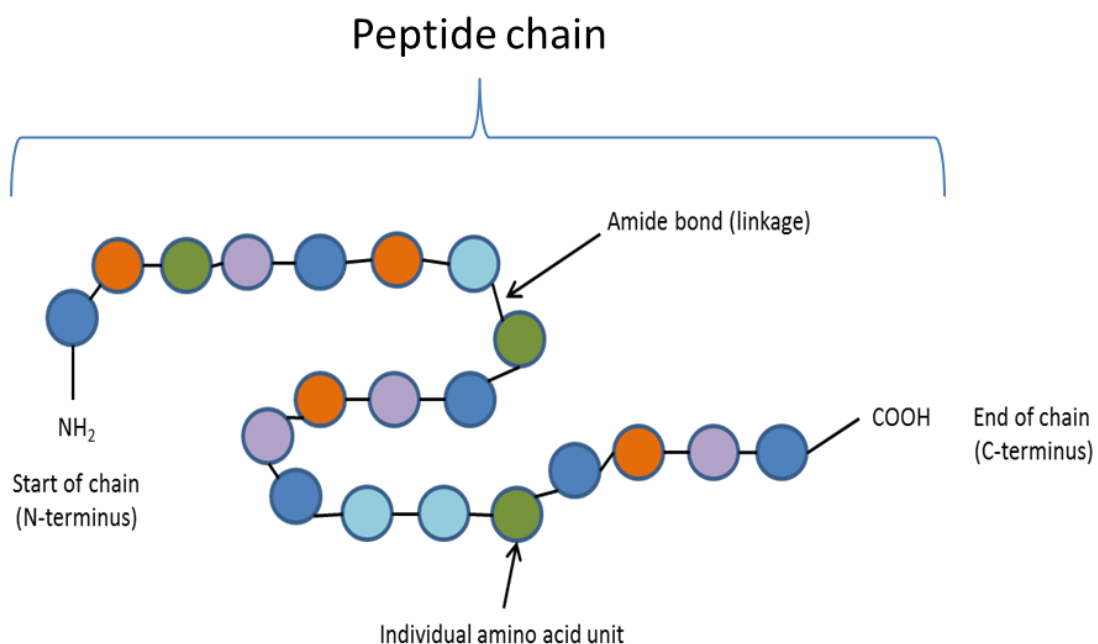 Peptide chain
Amide bond (linkage)
NH₂
COOH
End of chain
(C-terminus)
Start of chain
(N-terminus)
Individual amino acid unit